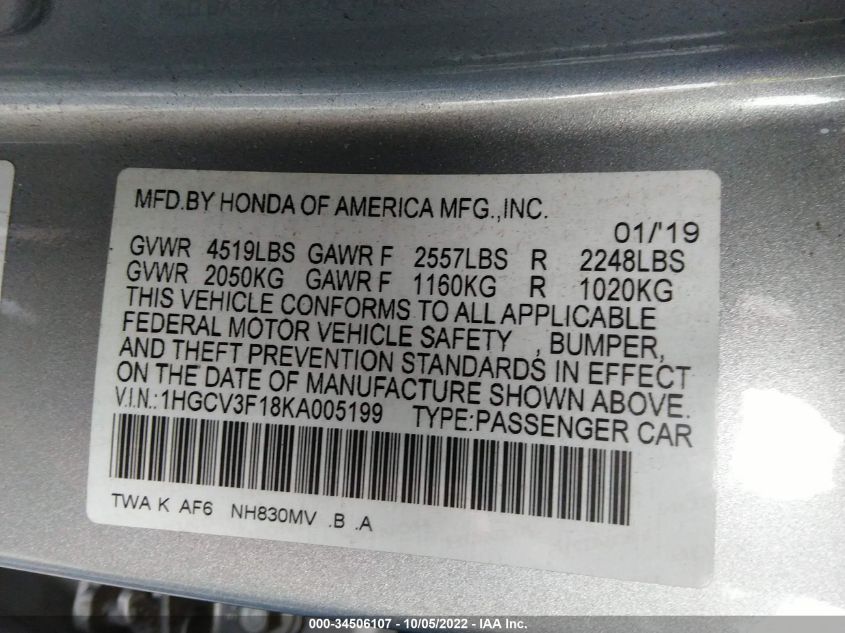 MFD.BY HONDA OF AMERICA MFG.,INC.
01/'19
GVWR 4519LBS GAWR F 2557LBS R 2248LBS
GVWR 2050KG GAWR F 1160KG R 1020KG
THIS VEHICLE CONFORMS TO ALL APPLICABLE
FEDERAL MOTOR VEHICLE SAFETY , BUMPER,
AND THEFT PREVENTION STANDARDS IN EFFECT
ON THE DATE OF MANUFACTURE SHOWN ABOVE.
V.I.N.:1HGCV3F18KA005199 TYPE:PASSENGER CAR
TWA K AF6 NH830MV .B .A
000-34506107 - 10/05/2022 - IAA Inc.